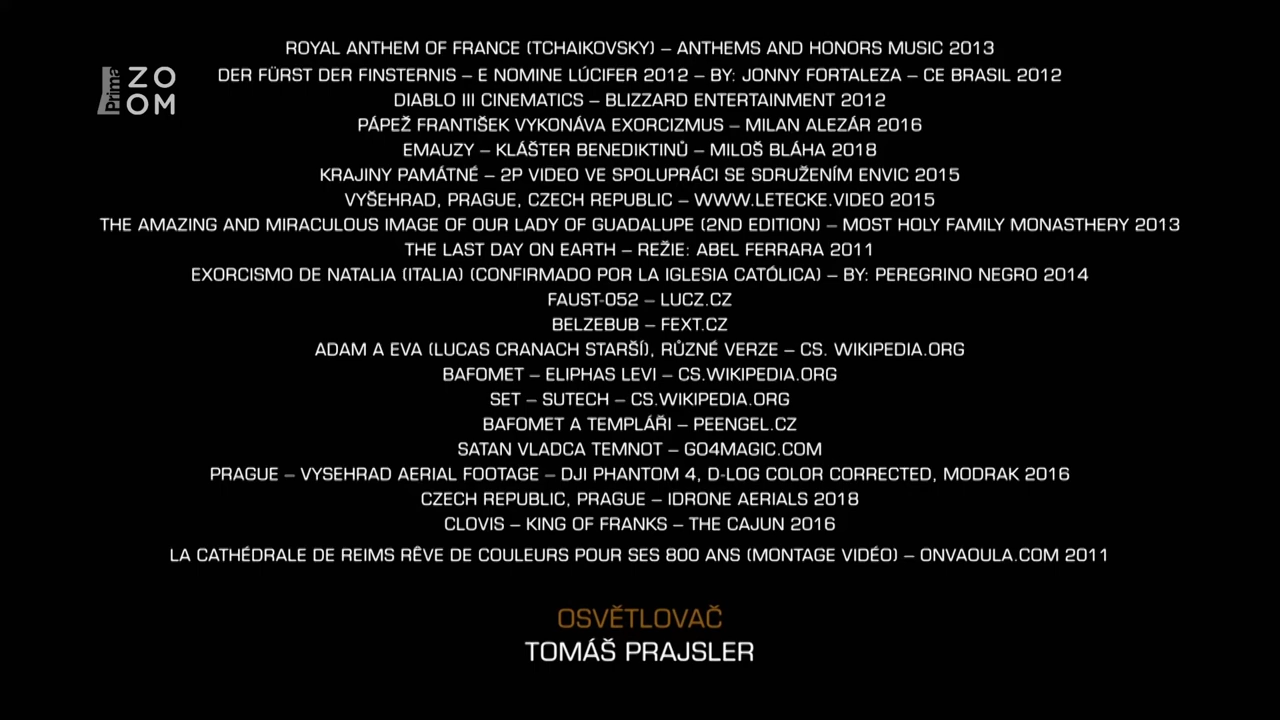 ROYAL ANTHEM OF FRANCE (TCHAIKOVSKY) – ANTHEMS AND HONORS MUSIC 2013
Prima ZOOM
DER FÜRST DER FINSTERNIS – E NOMINE LÚCIFER 2012 – BY: JONNY FORTALEZA – CE BRASIL 2012
DIABLO III CINEMATICS – BLIZZARD ENTERTAINMENT 2012
PÁPEŽ FRANTIŠEK VYKONÁVA EXORCIZMUS – MILAN ALEZÁR 2016
EMAUZY – KLÁŠTER BENEDIKTINŮ – MILOŠ BLÁHA 2018
KRAJINY PAMÁTNÉ – 2P VIDEO VE SPOLUPRÁCI SE SDRUŽENÍM ENVIC 2015
VYŠEHRAD, PRAGUE, CZECH REPUBLIC – WWW.LETECKE.VIDEO 2015
THE AMAZING AND MIRACULOUS IMAGE OF OUR LADY OF GUADALUPE (2ND EDITION) – MOST HOLY FAMILY MONASTHERY 2013
THE LAST DAY ON EARTH – REŽIE: ABEL FERRARA 2011
EXORCISMO DE NATALIA (ITALIA) (CONFIRMADO POR LA IGLESIA CATÓLICA) – BY: PEREGRINO NEGRO 2014
FAUST-052 – LUCZ.CZ
BELZEBUB – FEXT.CZ
ADAM A EVA (LUCAS CRANACH STARŠÍ), RŮZNÉ VERZE – CS. WIKIPEDIA.ORG
BAFOMET – ELIPHAS LEVI – CS.WIKIPEDIA.ORG
SET – SUTECH – CS.WIKIPEDIA.ORG
BAFOMET A TEMPLÁŘI – PEENGEL.CZ
SATAN VLADCA TEMNOT – GO4MAGIC.COM
PRAGUE – VYSEHRAD AERIAL FOOTAGE – DJI PHANTOM 4, D-LOG COLOR CORRECTED, MODRAK 2016
CZECH REPUBLIC, PRAGUE – IDRONE AERIALS 2018
CLOVIS – KING OF FRANKS – THE CAJUN 2016
LA CATHÉDRALE DE REIMS RÊVE DE COULEURS POUR SES 800 ANS (MONTAGE VIDÉO) – ONVAOULA.COM 2011
OSVĚTLOVAČ
TOMÁŠ PRAJSLER